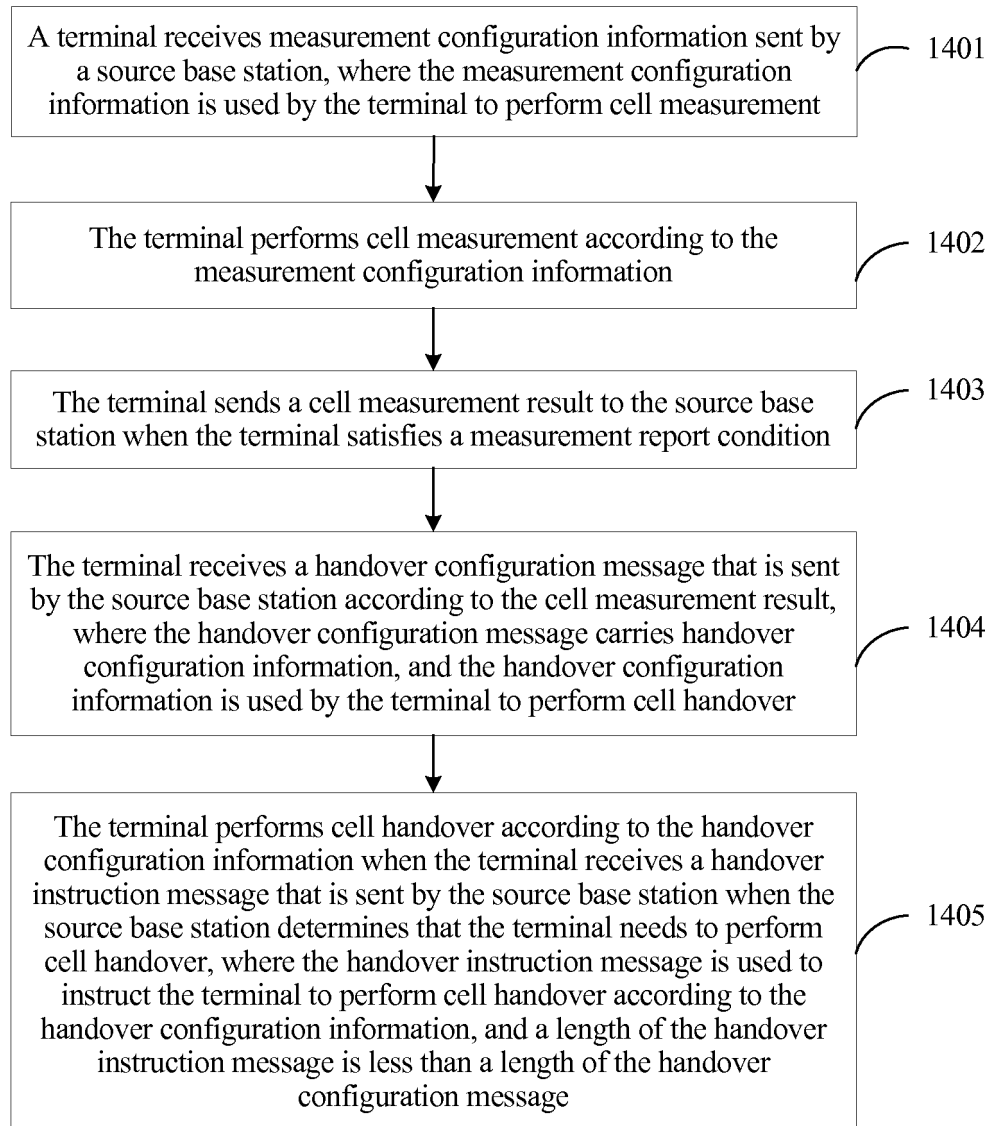 A terminal receives measurement configuration information sent by
a source base station, where the measurement configuration
information is used by the terminal to perform cell measurement
1401
The terminal performs cell measurement according to the
measurement configuration information
1402
The terminal sends a cell measurement result to the source base
station when the terminal satisfies a measurement report condition
1403
The terminal receives a handover configuration message that is sent
by the source base station according to the cell measurement result,
where the handover configuration message carries handover
configuration information, and the handover configuration
information is used by the terminal to perform cell handover
1404
The terminal performs cell handover according to the handover
configuration information when the terminal receives a handover
instruction message that is sent by the source base station when the
source base station determines that the terminal needs to perform
cell handover, where the handover instruction message is used to
instruct the terminal to perform cell handover according to the
handover configuration information, and a length of the handover
instruction message is less than a length of the handover
configuration message
1405